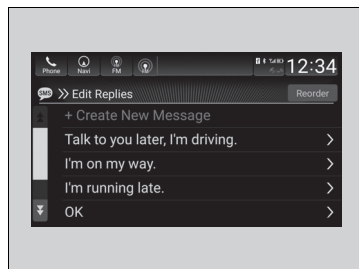 Phone Navi FM
12:34
SMS Edit Replies Reorder
+ Create New Message
Talk to you later, I'm driving.
I'm on my way.
I'm running late.
OK